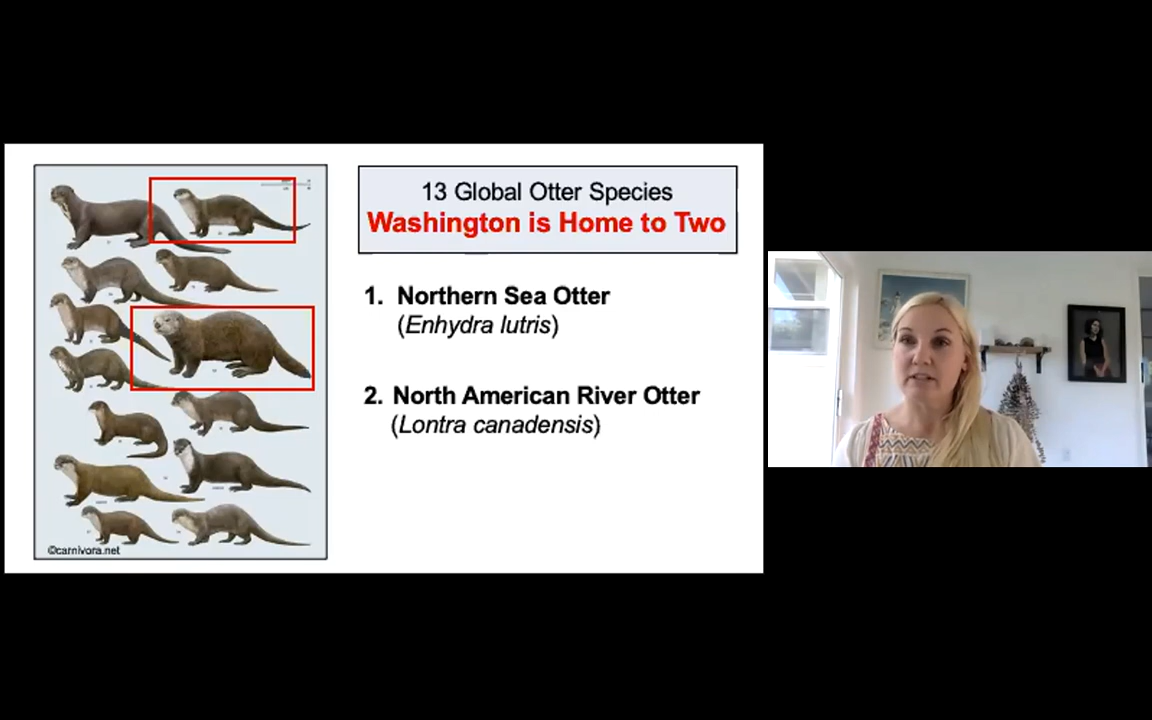 13 Global Otter Species
Washington is Home to Two
1. Northern Sea Otter
(Enhydra lutris)
2. North American River Otter
(Lontra canadensis)
©carnivora.net